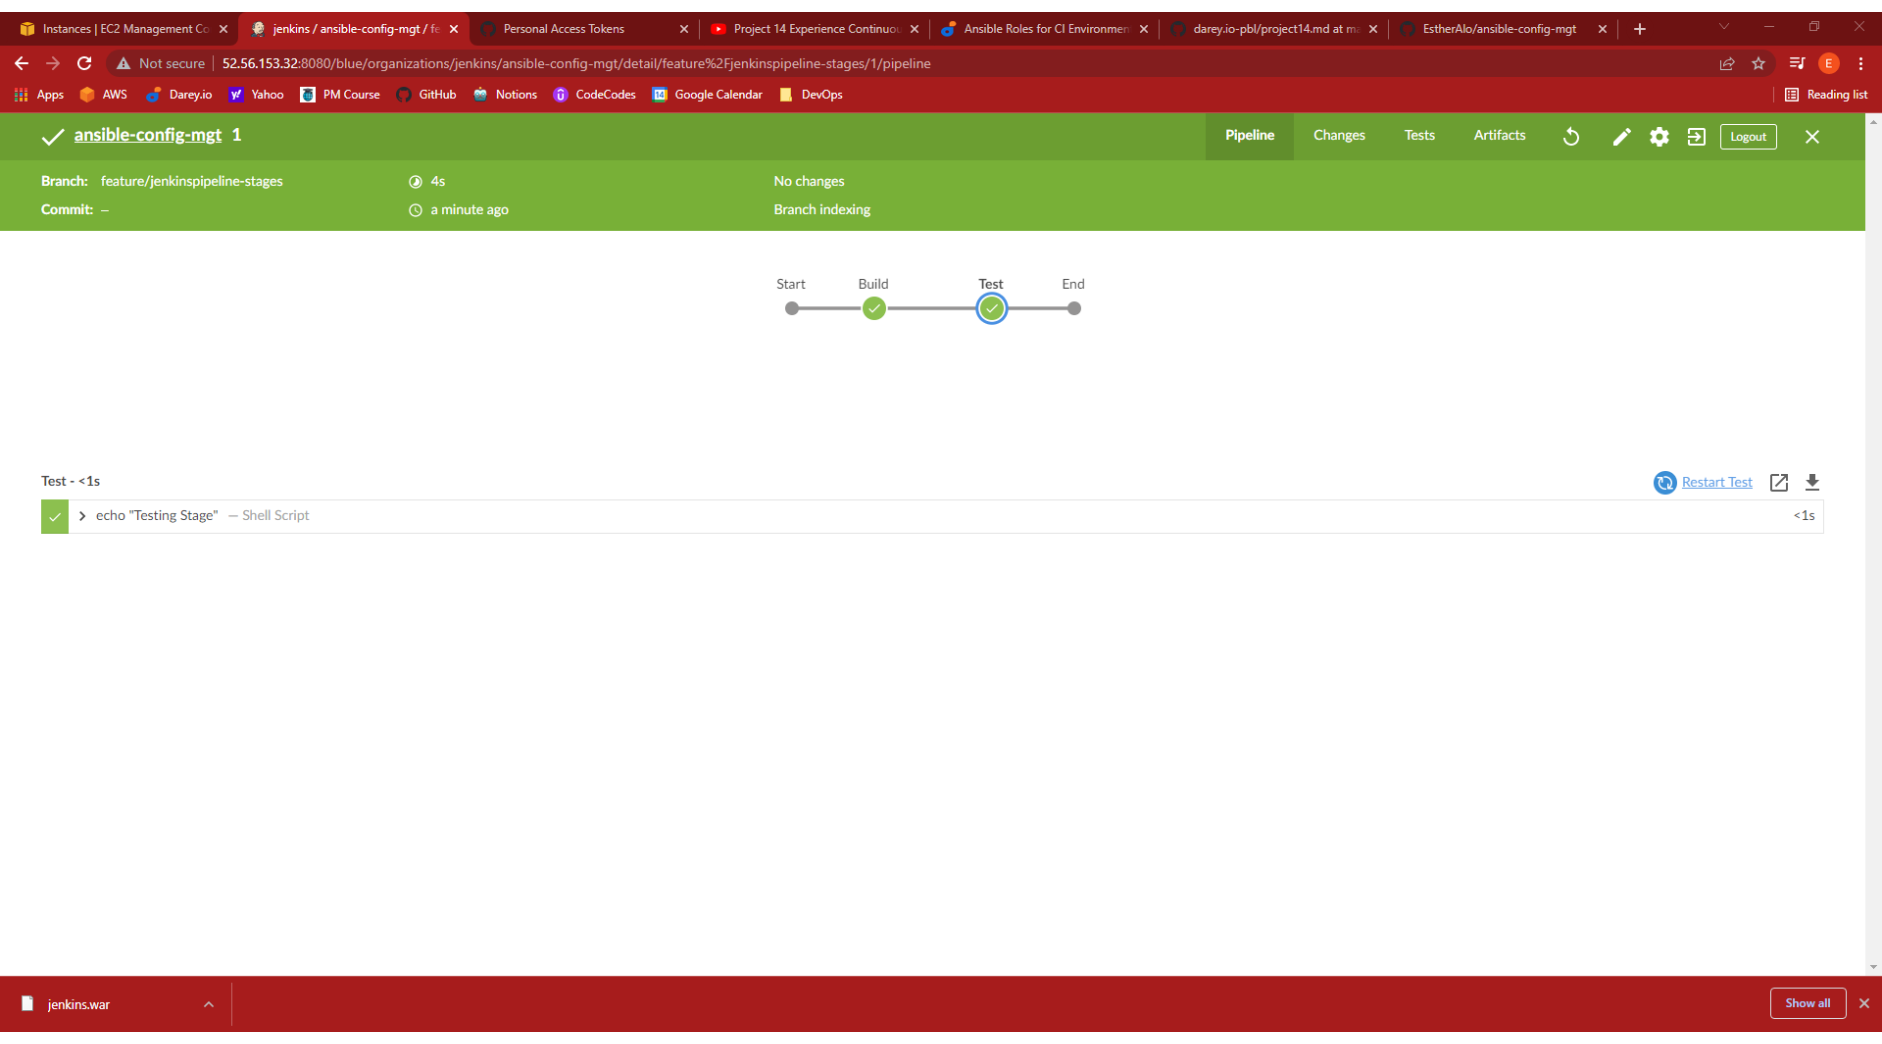 Instances | EC2 Management Co
jenkins / ansible-config-mgt / fe
Personal Access Tokens
Project 14 Experience Continuou
Ansible Roles for CI Environmen
darey.io-pbl/project14.md at ma
EstherAlo/ansible-config-mgt
Not secure | 52.56.153.32:8080/blue/organizations/jenkins/ansible-config-mgt/detail/feature%2Fjenkinspipeline-stages/1/pipeline
E
Apps AWS Darey.io Yahoo PM Course GitHub Notions CodeCodes 14 Google Calendar DevOps Reading list
ansible-config-mgt 1
Pipeline Changes Tests Artifacts Logout
Branch: feature/jenkinspipeline-stages 4s No changes
Commit: – a minute ago Branch indexing
Start Build Test End
Test - <1s Restart Test
echo "Testing Stage" — Shell Script <1s
jenkins.war Show all